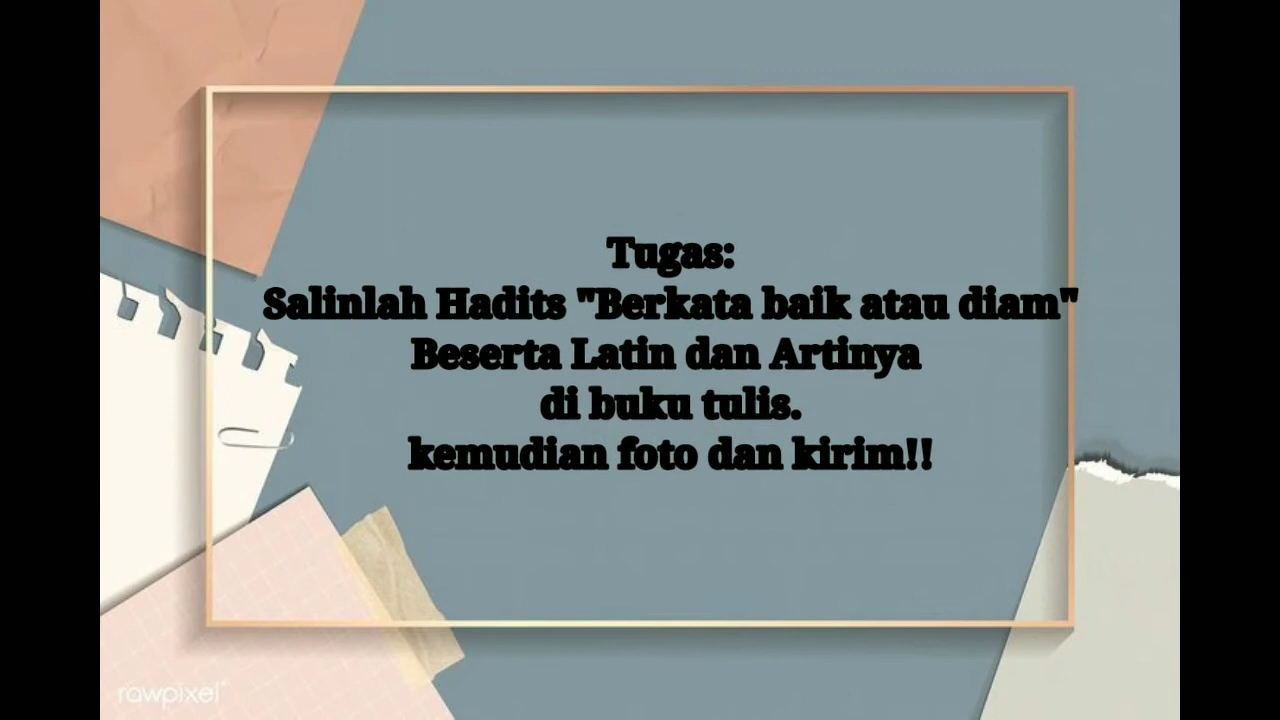 Tugas:
Salinlah Hadits "Berkata baik atau diam"
Beserta Latin dan Artinya
di buku tulis.
kemudian foto dan kirim!!
rawpixel